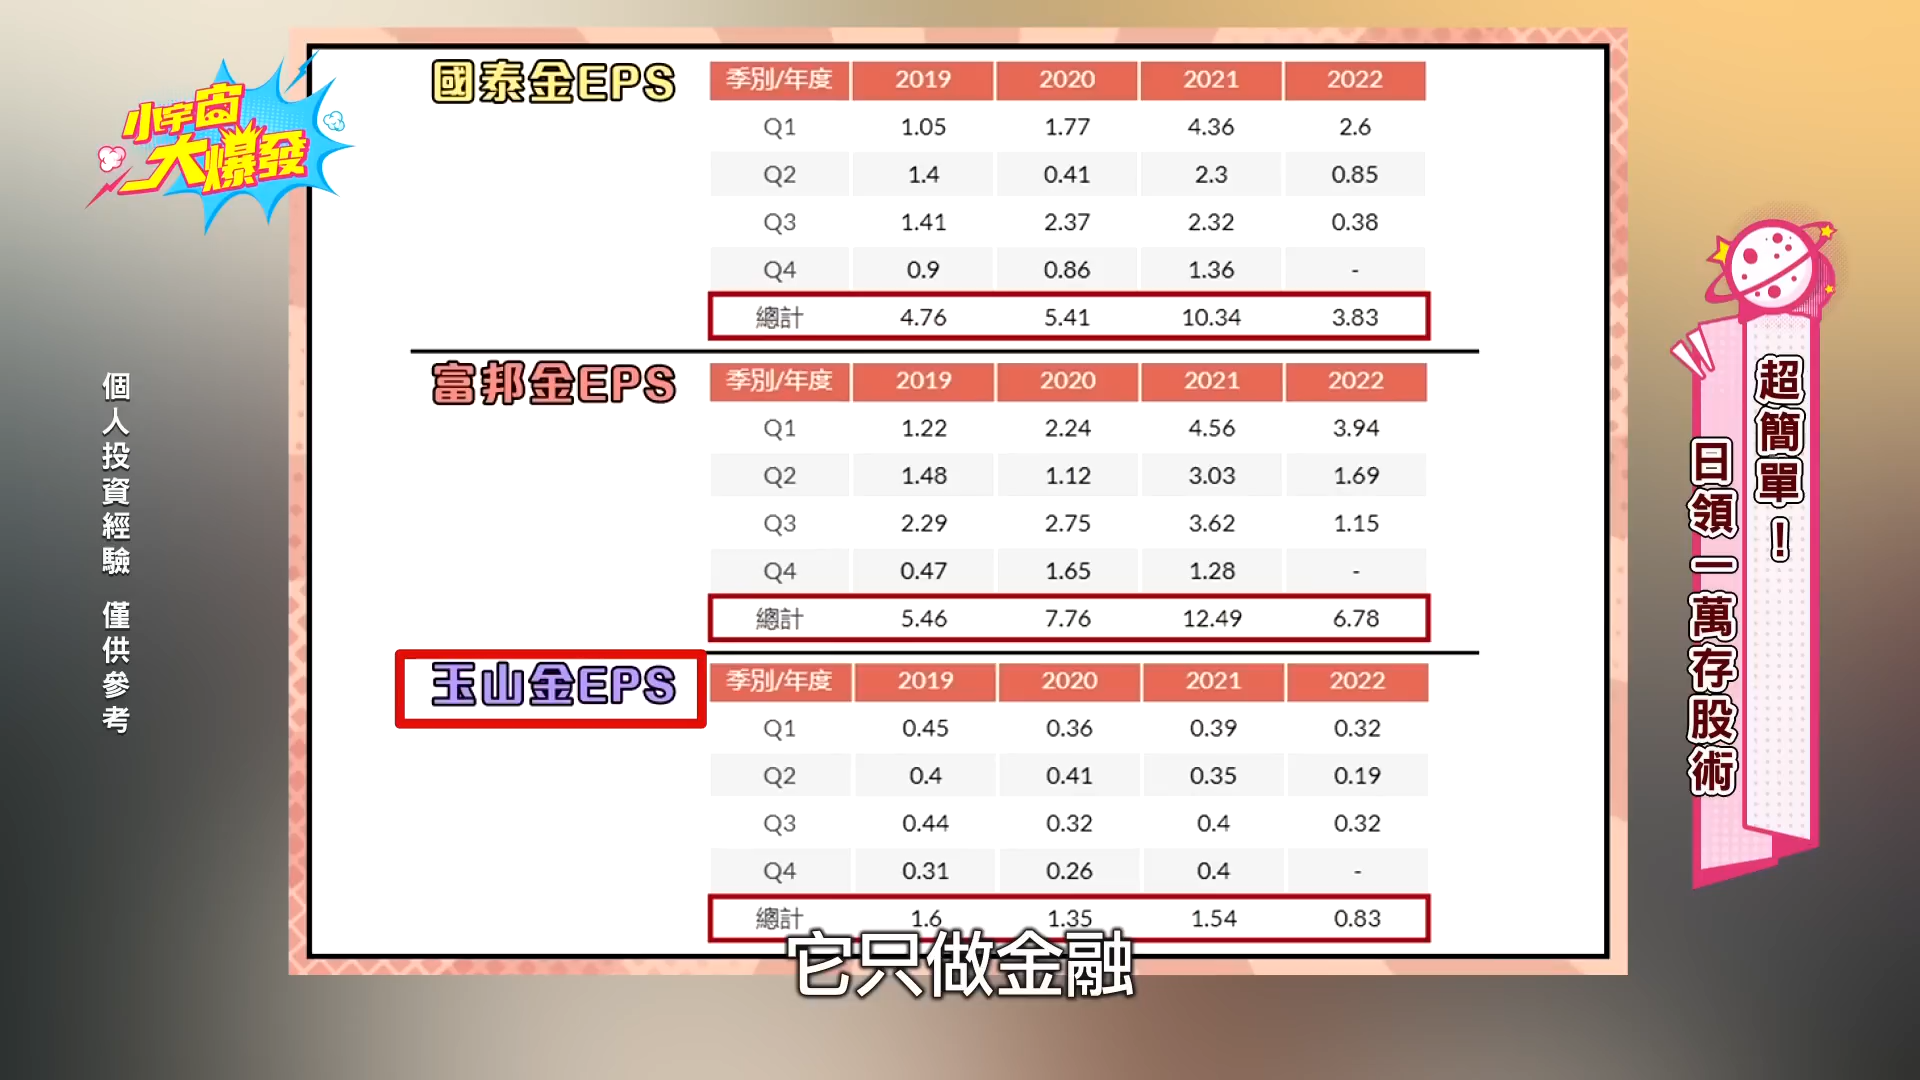 小宇宙
大爆發
個人投資經驗 僅供參考
國泰金EPS
季別/年度 2019 2020 2021 2022
Q1 1.05 1.77 4.36 2.6
Q2 1.4 0.41 2.3 0.85
Q3 1.41 2.37 2.32 0.38
Q4 0.9 0.86 1.36 -
總計 4.76 5.41 10.34 3.83
富邦金EPS
季別/年度 2019 2020 2021 2022
Q1 1.22 2.24 4.56 3.94
Q2 1.48 1.12 3.03 1.69
Q3 2.29 2.75 3.62 1.15
Q4 0.47 1.65 1.28 -
總計 5.46 7.76 12.49 6.78
玉山金EPS
季別/年度 2019 2020 2021 2022
Q1 0.45 0.36 0.39 0.32
Q2 0.4 0.41 0.35 0.19
Q3 0.44 0.32 0.4 0.32
Q4 0.31 0.26 0.4 -
總計 1.6 1.35 1.54 0.83
它只做金融
超簡單！
日領一萬存股術